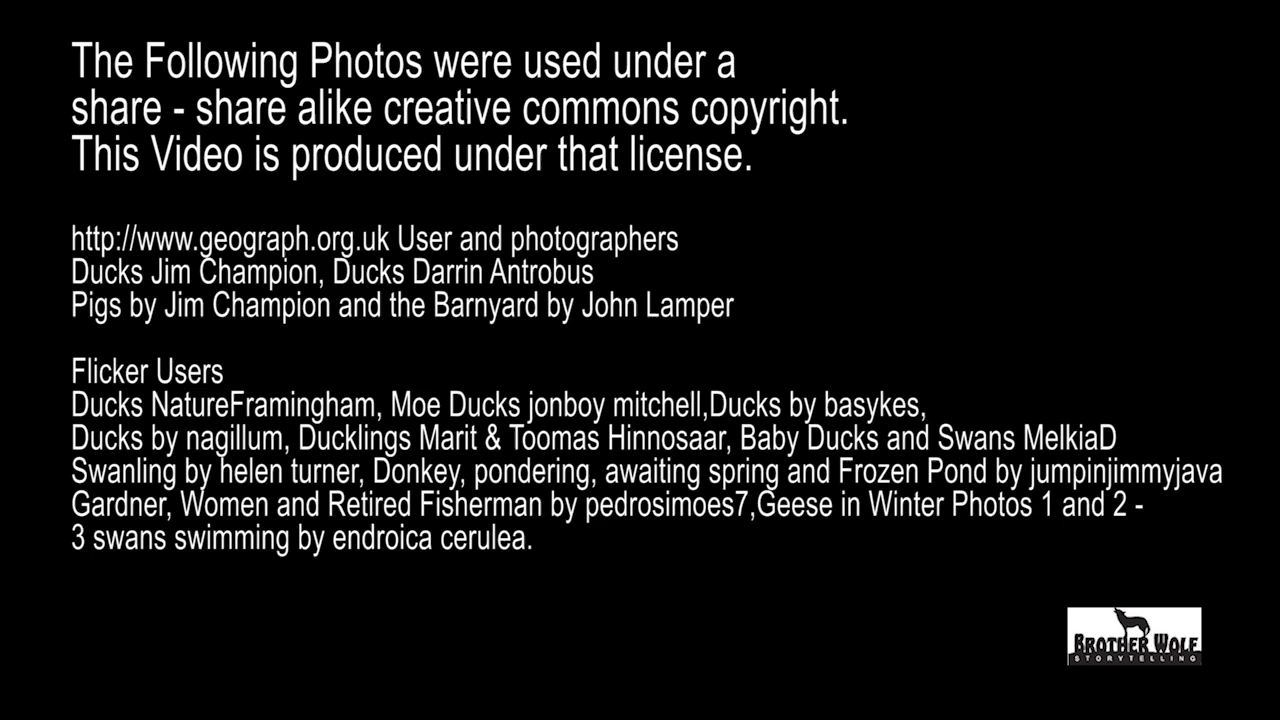 The Following Photos were used under a
share - share alike creative commons copyright.
This Video is produced under that license.
http://www.geograph.org.uk User and photographers
Ducks Jim Champion, Ducks Darrin Antrobus
Pigs by Jim Champion and the Barnyard by John Lamper
Flicker Users
Ducks NatureFramingham, Moe Ducks jonboy mitchell,Ducks by basykes,
Ducks by nagillum, Ducklings Marit & Toomas Hinnosaar, Baby Ducks and Swans MelkiaD
Swanling by helen turner, Donkey, pondering, awaiting spring and Frozen Pond by jumpinjimmyjava
Gardner, Women and Retired Fisherman by pedrosimoes7,Geese in Winter Photos 1 and 2 -
3 swans swimming by endroica cerulea.
BROTHER WOLF
STORYTELLING